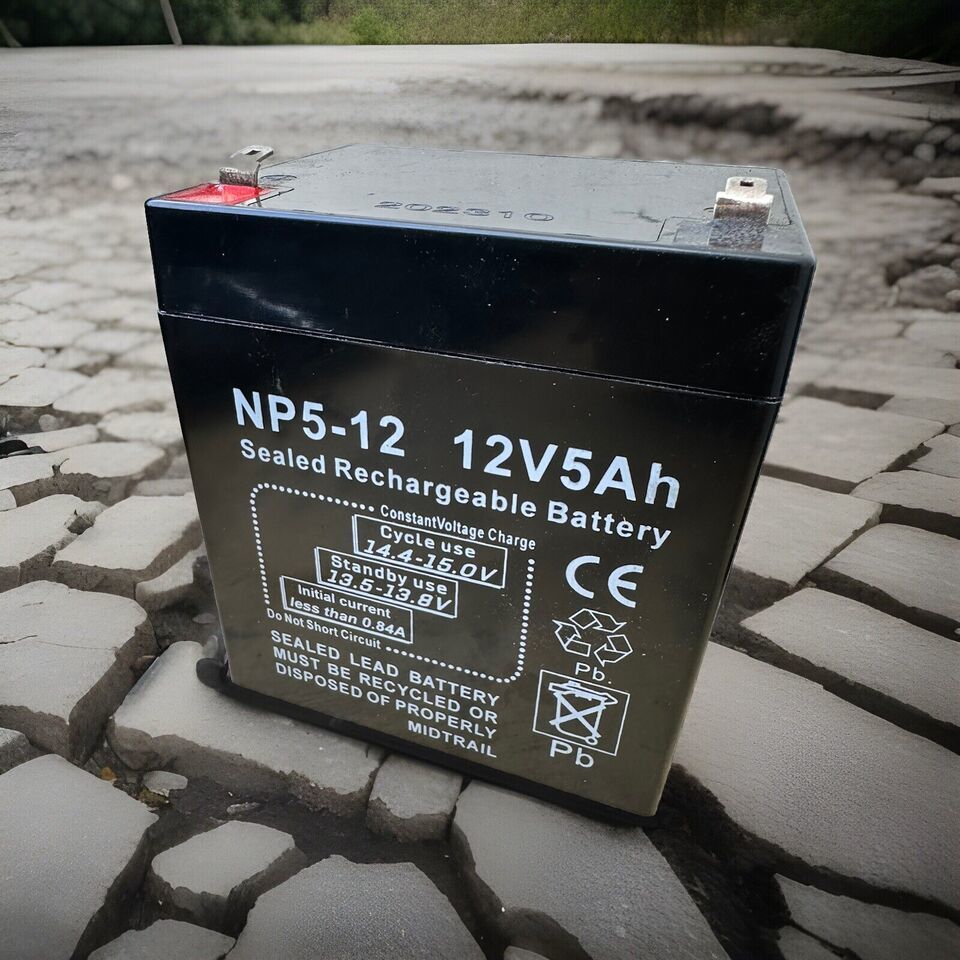 202310
NP5-12 12V5Ah
Sealed Rechargeable Battery
ConstantVoltage Charge
Cycle use
14.4-15.0V
Standby use
13.5-13.8V
Initial current
less than 0.84A
Do Not Short Circuit
SEALED LEAD BATTERY
MUST BE RECYCLED OR
DISPOSED OF PROPERLY
MIDTRAIL
CE
Pb.
Pb